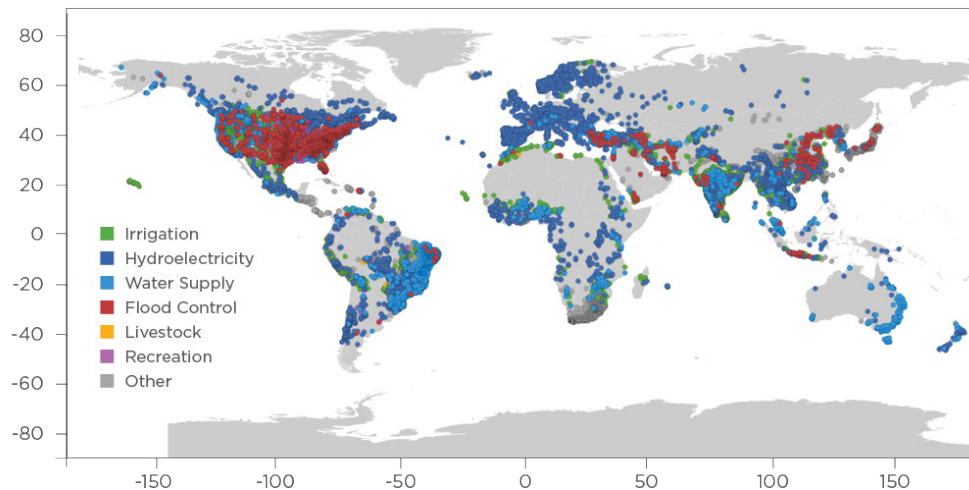 80
60
40
20
0
-20
-40
-60
-80
Irrigation
Hydroelectricity
Water Supply
Flood Control
Livestock
Recreation
Other
-150 -100 -50 0 50 100 150